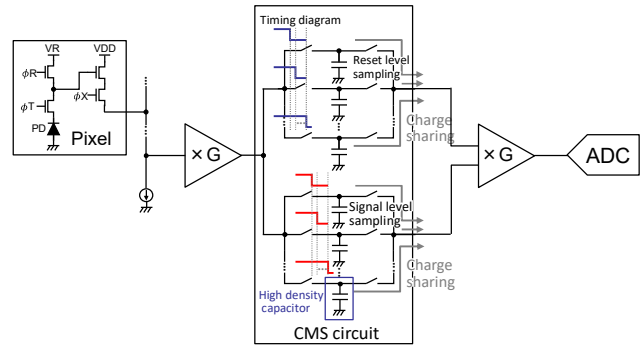 VR
VDD
ϕR
ϕX
ϕT
PD
Pixel
× G
Timing diagram
Reset level
sampling
Charge
sharing
Signal level
sampling
Charge
sharing
High density
capacitor
CMS circuit
× G
ADC